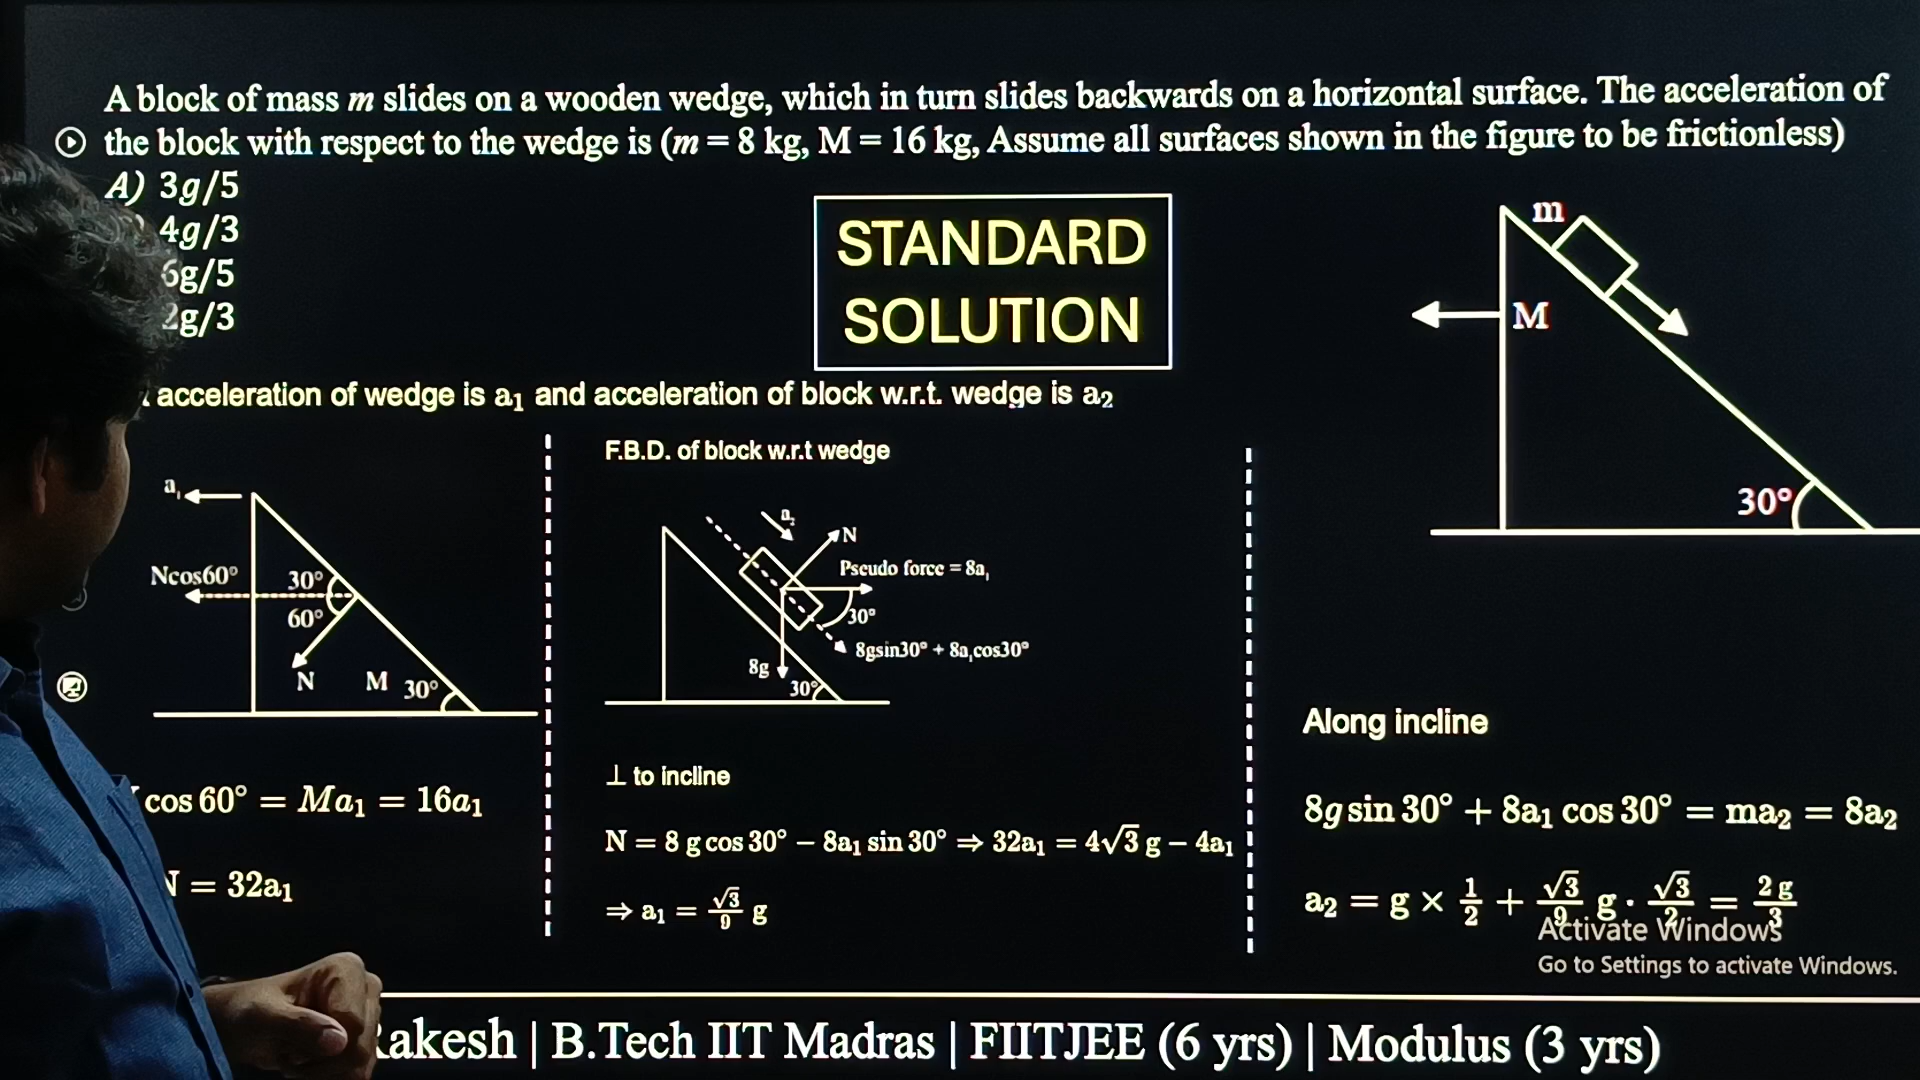 A block of mass m slides on a wooden wedge, which in turn slides backwards on a horizontal surface. The acceleration of
the block with respect to the wedge is (m = 8 kg, M = 16 kg, Assume all surfaces shown in the figure to be frictionless)
A) 3g/5
4g/3
6g/5
2g/3
STANDARD
SOLUTION
m
M
30°
acceleration of wedge is a₁ and acceleration of block w.r.t. wedge is a₂
a₁
Ncos60°
30°
60°
N
M
30°
cos 60° = Ma₁ = 16a₁
N = 32a₁
F.B.D. of block w.r.t wedge
a₂
N
Pseudo force = 8a₁
30°
8gsin30° + 8a₁cos30°
8g
30°
⊥ to incline
N = 8 g cos 30° − 8a₁ sin 30° ⇒ 32a₁ = 4√3 g − 4a₁
⇒ a₁ = √3/9 g
Along incline
8g sin 30° + 8a₁ cos 30° = ma₂ = 8a₂
a₂ = g × 1/2 + √3/9 g · √3/2 = 2 g/3
Activate Windows
Go to Settings to activate Windows.
akesh | B.Tech IIT Madras | FIITJEE (6 yrs) | Modulus (3 yrs)